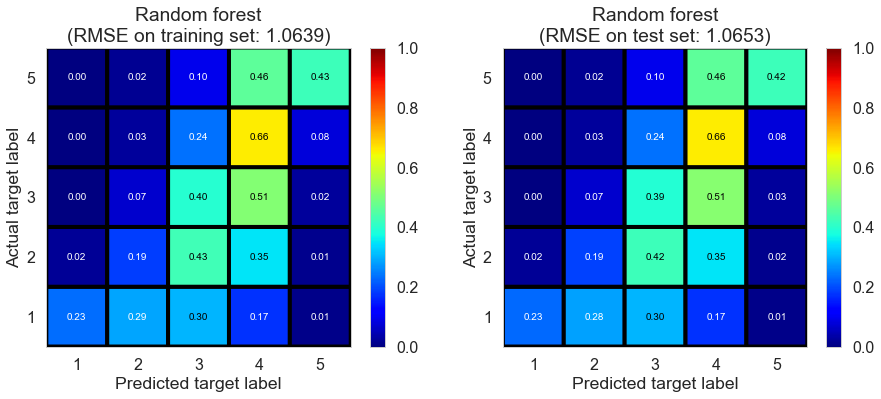 Random forest
(RMSE on training set: 1.0639)
Actual target label
5 0.00 0.02 0.10 0.46 0.43
4 0.00 0.03 0.24 0.66 0.08
3 0.00 0.07 0.40 0.51 0.02
2 0.02 0.19 0.43 0.35 0.01
1 0.23 0.29 0.30 0.17 0.01
1 2 3 4 5
Predicted target label
1.0
0.8
0.6
0.4
0.2
0.0
Random forest
(RMSE on test set: 1.0653)
Actual target label
5 0.00 0.02 0.10 0.46 0.42
4 0.00 0.03 0.24 0.66 0.08
3 0.00 0.07 0.39 0.51 0.03
2 0.02 0.19 0.42 0.35 0.02
1 0.23 0.28 0.30 0.17 0.01
1 2 3 4 5
Predicted target label
1.0
0.8
0.6
0.4
0.2
0.0